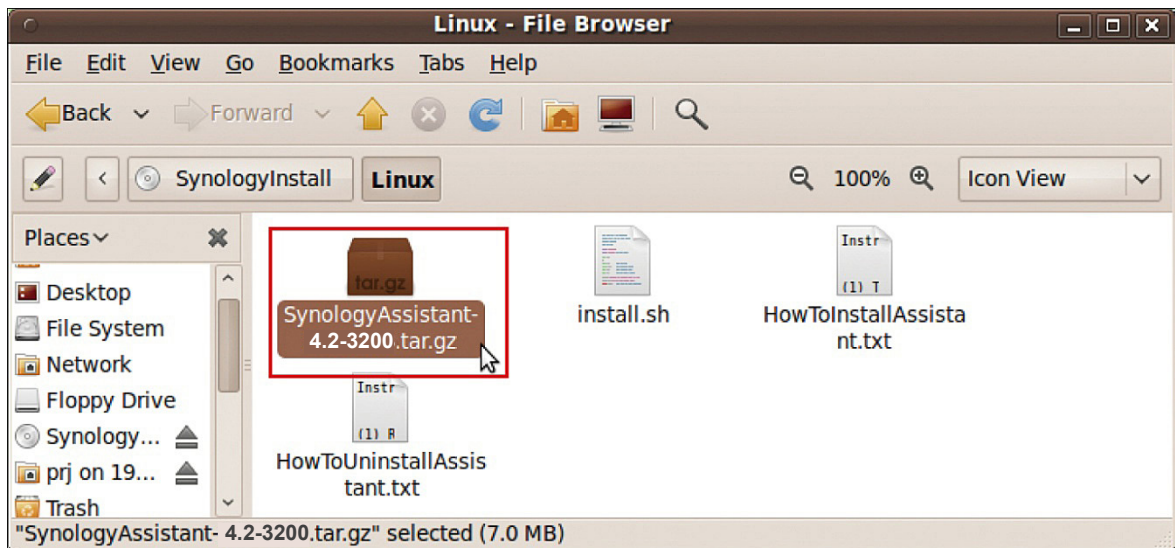 Linux - File Browser
File Edit View Go Bookmarks Tabs Help
Back Forward
SynologyInstall Linux 100% Icon View
Places
Desktop
File System
Network
Floppy Drive
Synology...
prj on 19...
Trash
tar.gz
SynologyAssistant-
4.2-3200.tar.gz
install.sh
Instr
(1) T
HowToInstallAssista
nt.txt
Instr
(1) R
HowToUninstallAssis
tant.txt
"SynologyAssistant- 4.2-3200.tar.gz" selected (7.0 MB)